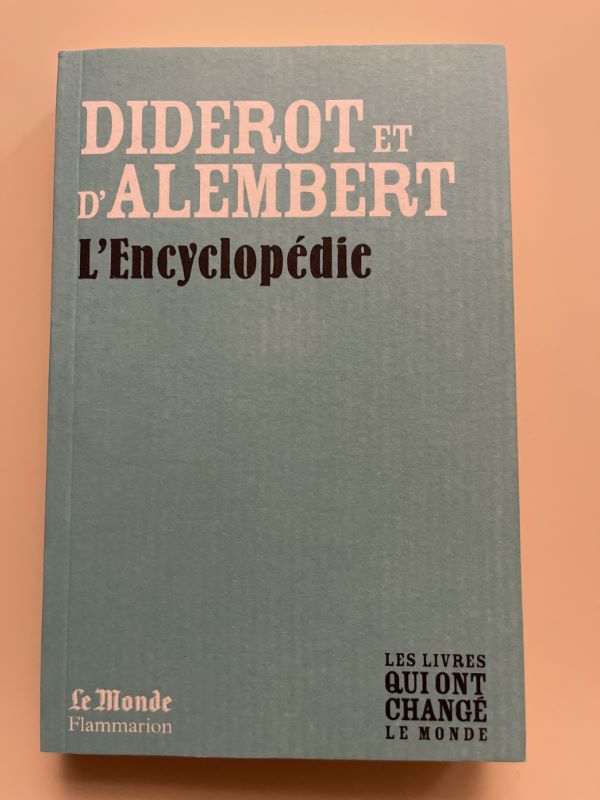 DIDEROT ET
D'ALEMBERT
L'Encyclopédie
Le Monde
Flammarion
LES LIVRES
QUI ONT
CHANGÉ
LE MONDE